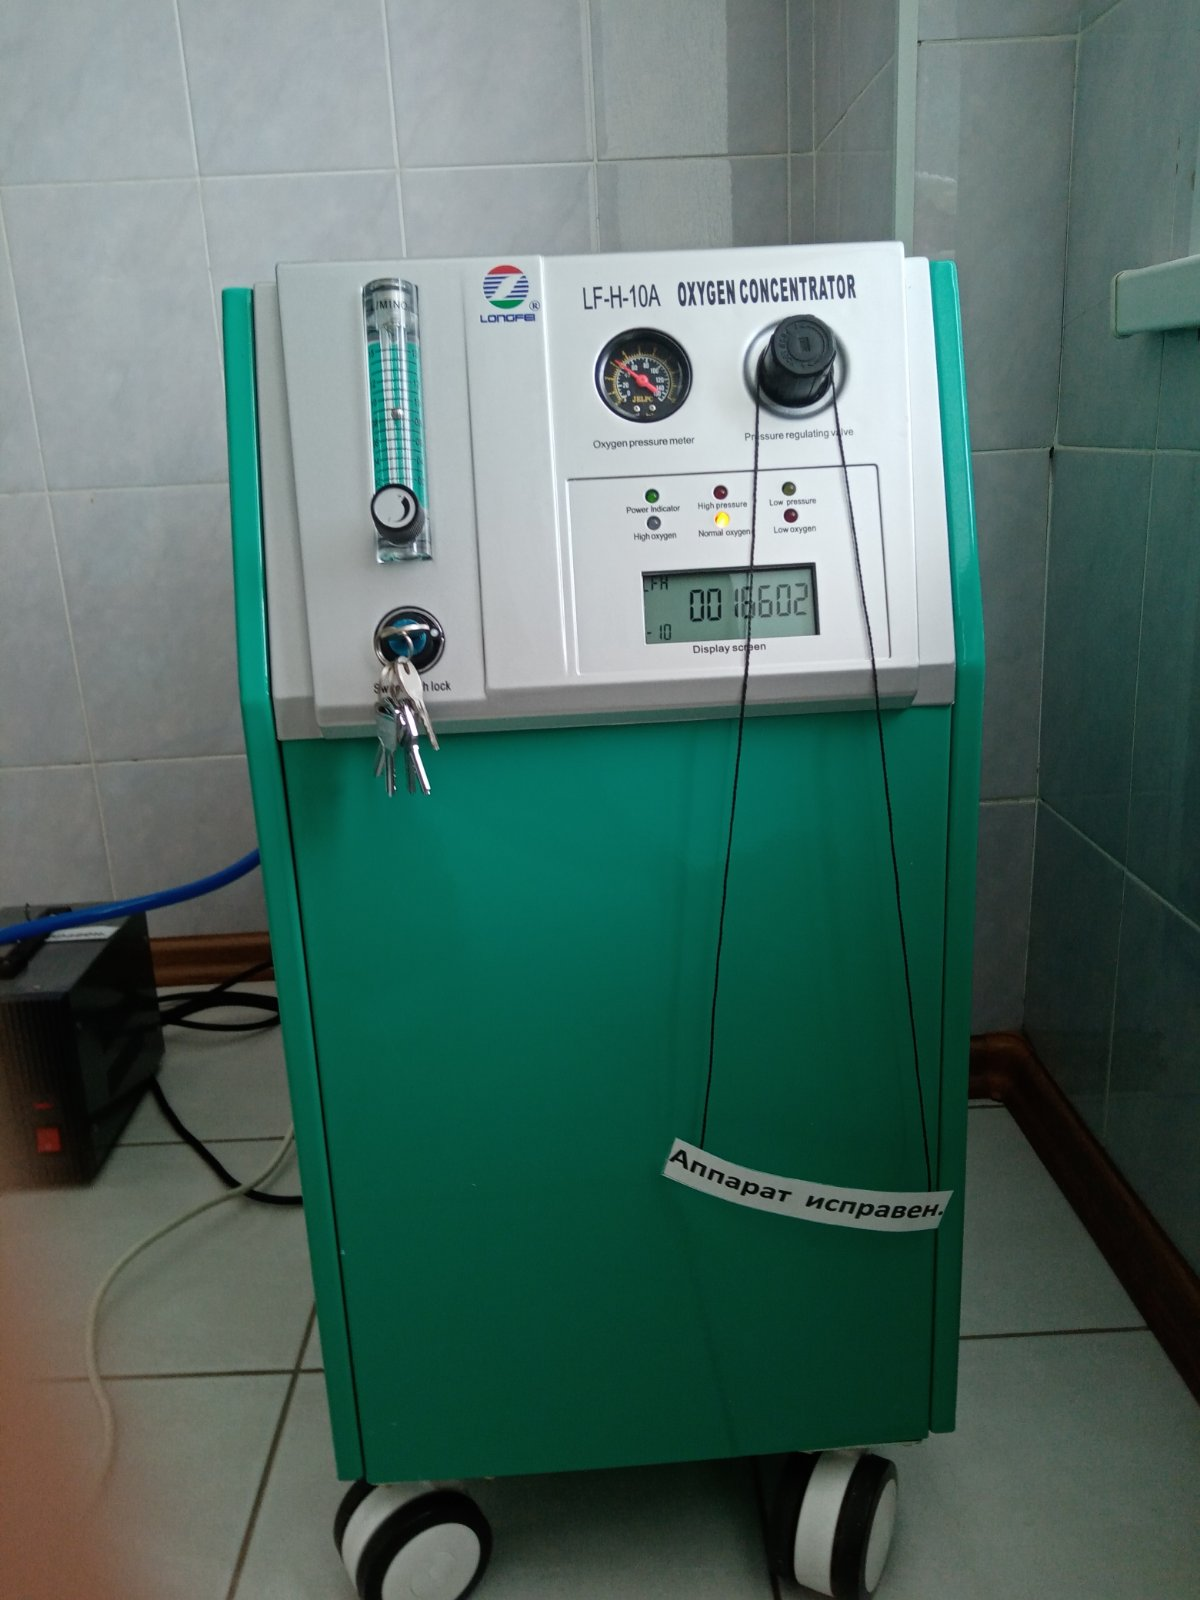 LONGFEI
®
LF-H-10A OXYGEN CONCENTRATOR
JELPC
Oxygen pressure meter
Pressure regulating valve
Power Indicator
High pressure
Low pressure
High oxygen
Normal oxygen
Low oxygen
LFH
0016602
-10
Display screen
lock
Аппарат исправен.